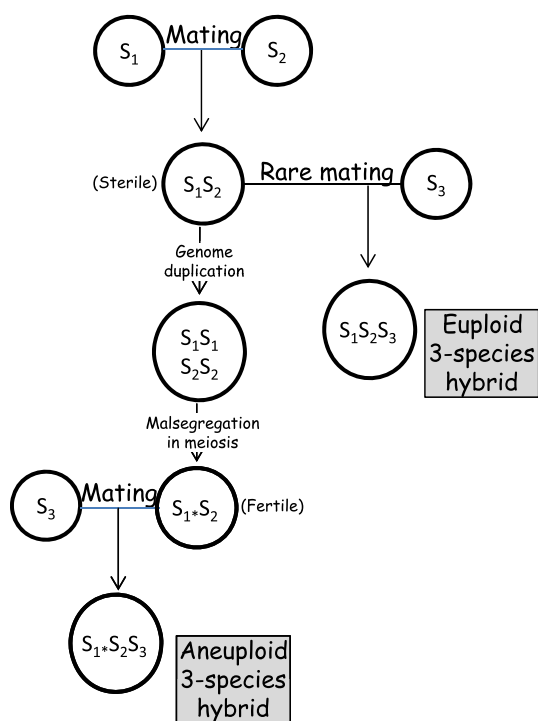 Mating
S₁
S₂
(Sterile)
S₁S₂
Rare mating
S₃
Genome
duplication
S₁S₁
S₂S₂
S₁S₂S₃
Euploid
3-species
hybrid
Malsegregation
in meiosis
S₃
Mating
S₁*S₂
(Fertile)
S₁*S₂S₃
Aneuploid
3-species
hybrid